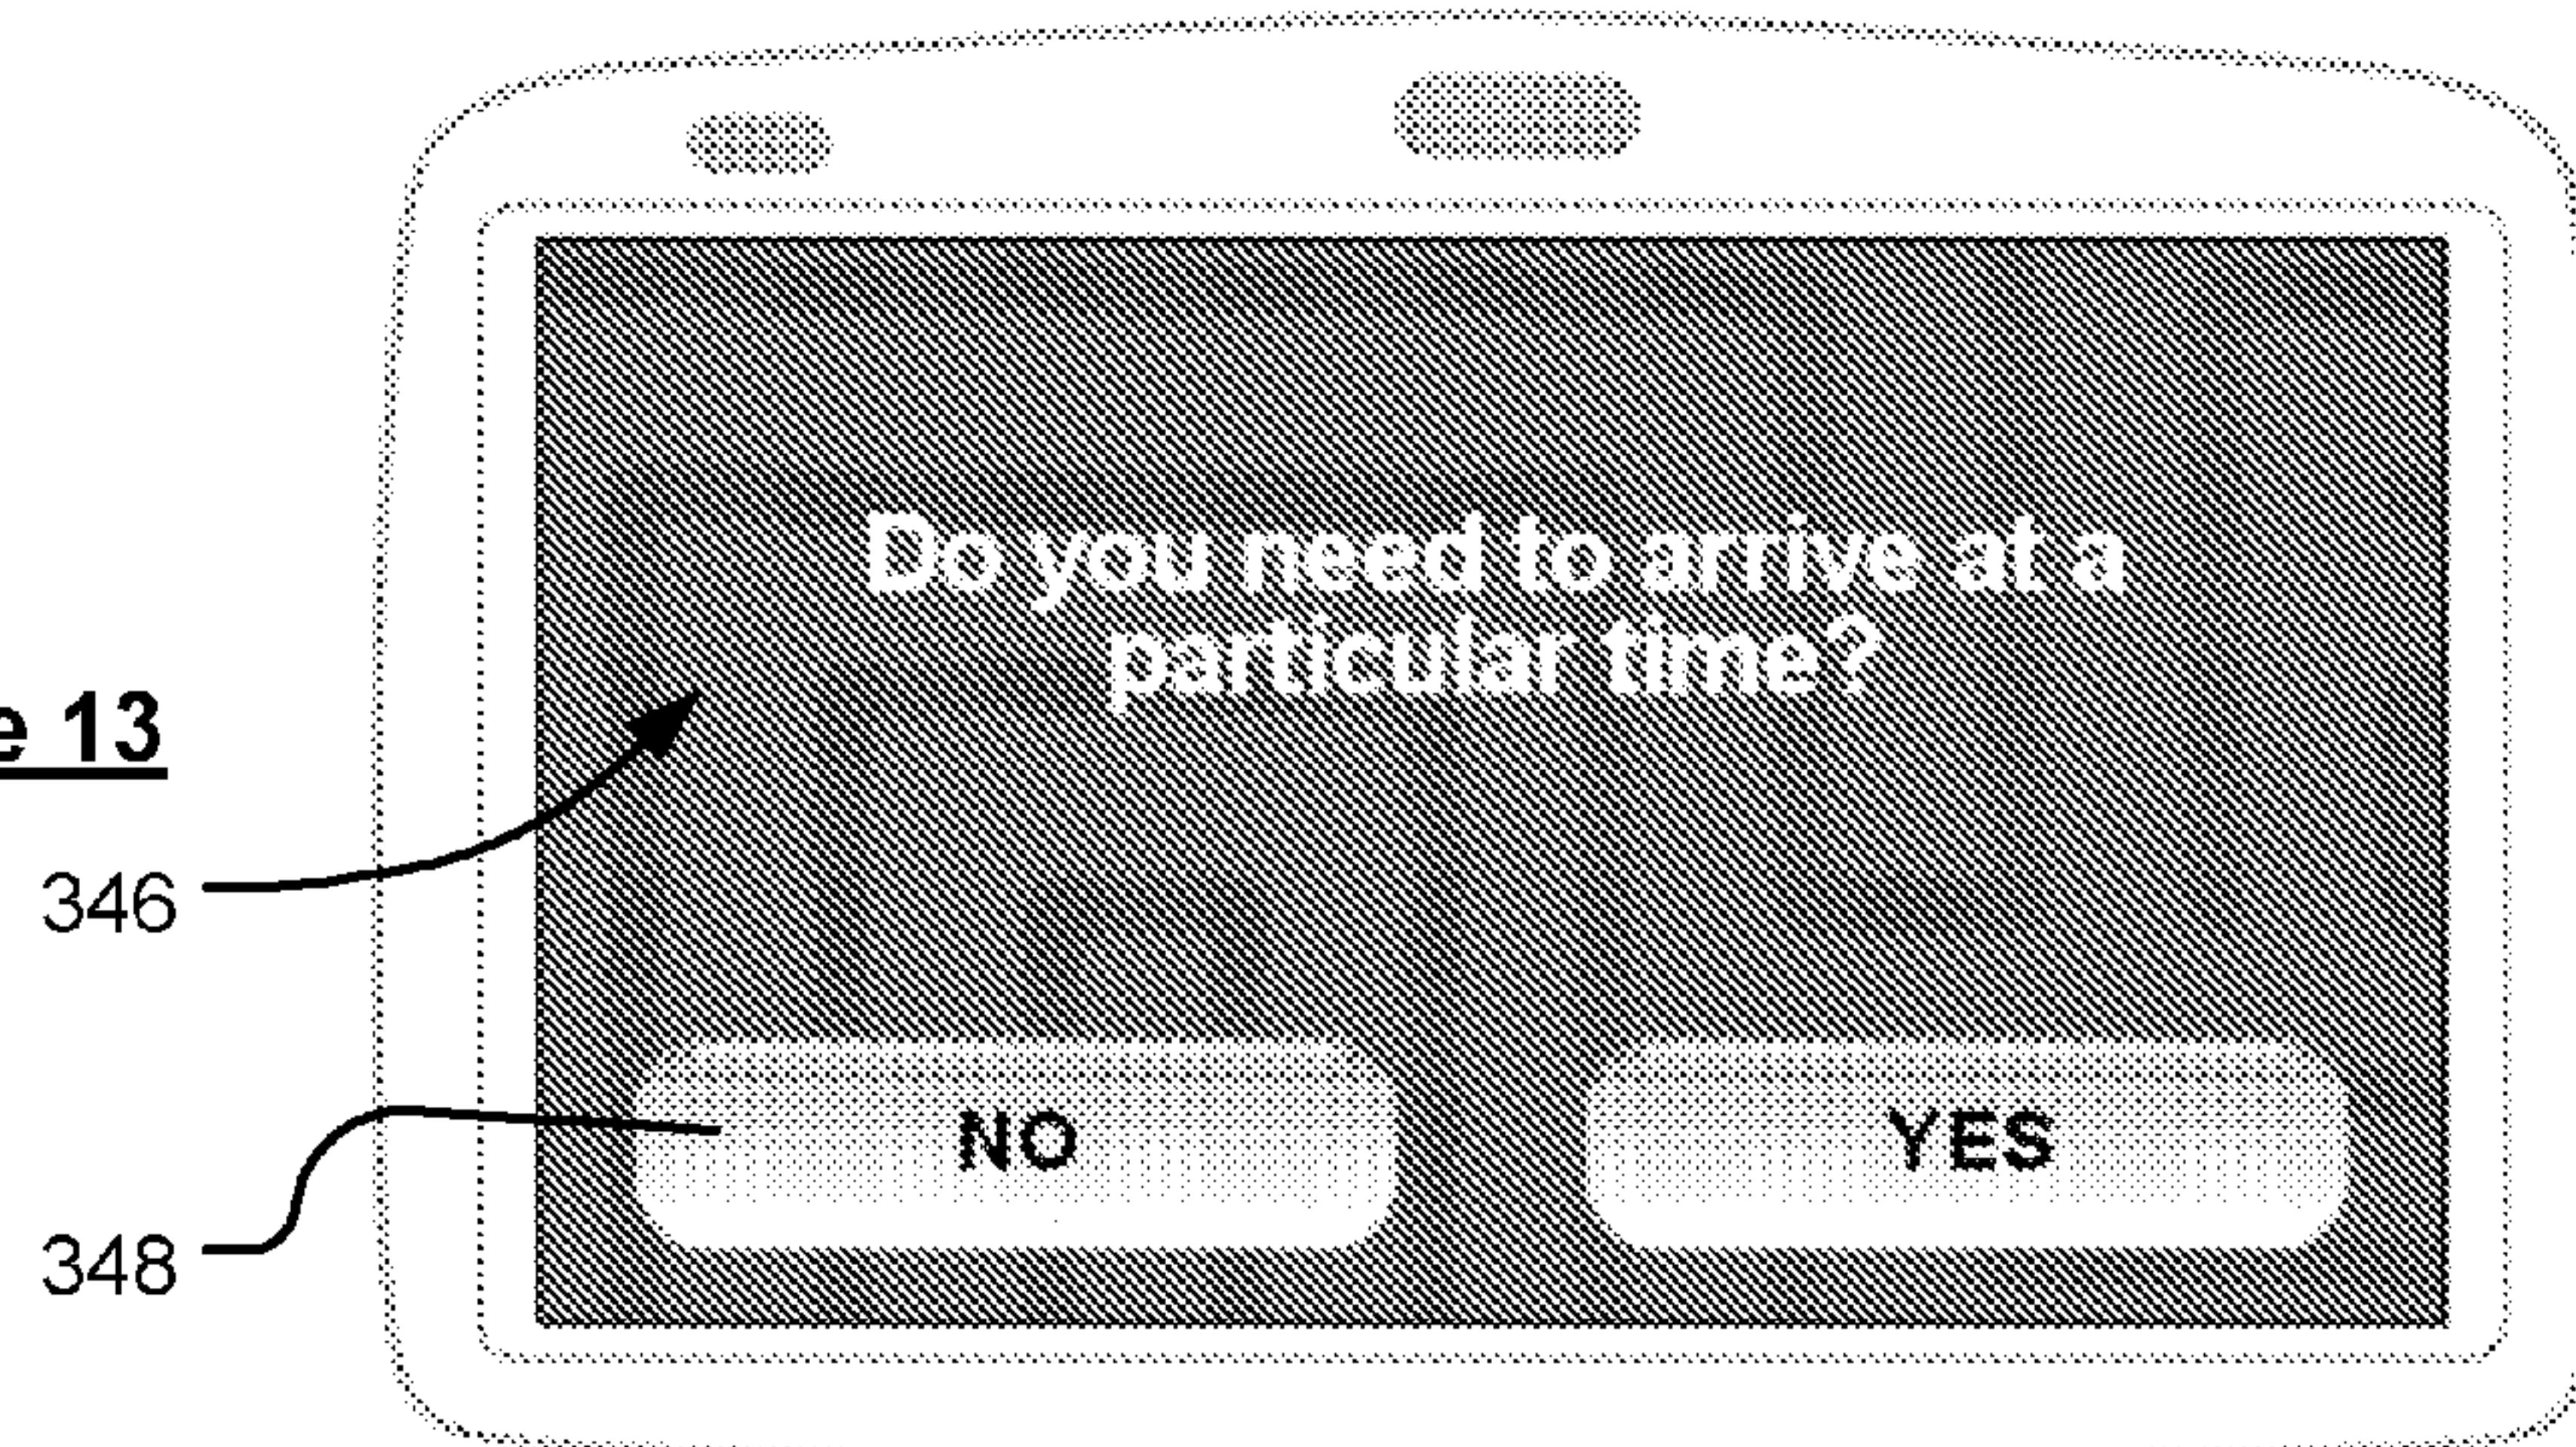 Do you need to arrive at a
particular time?
e 13
346
NO
YES
348